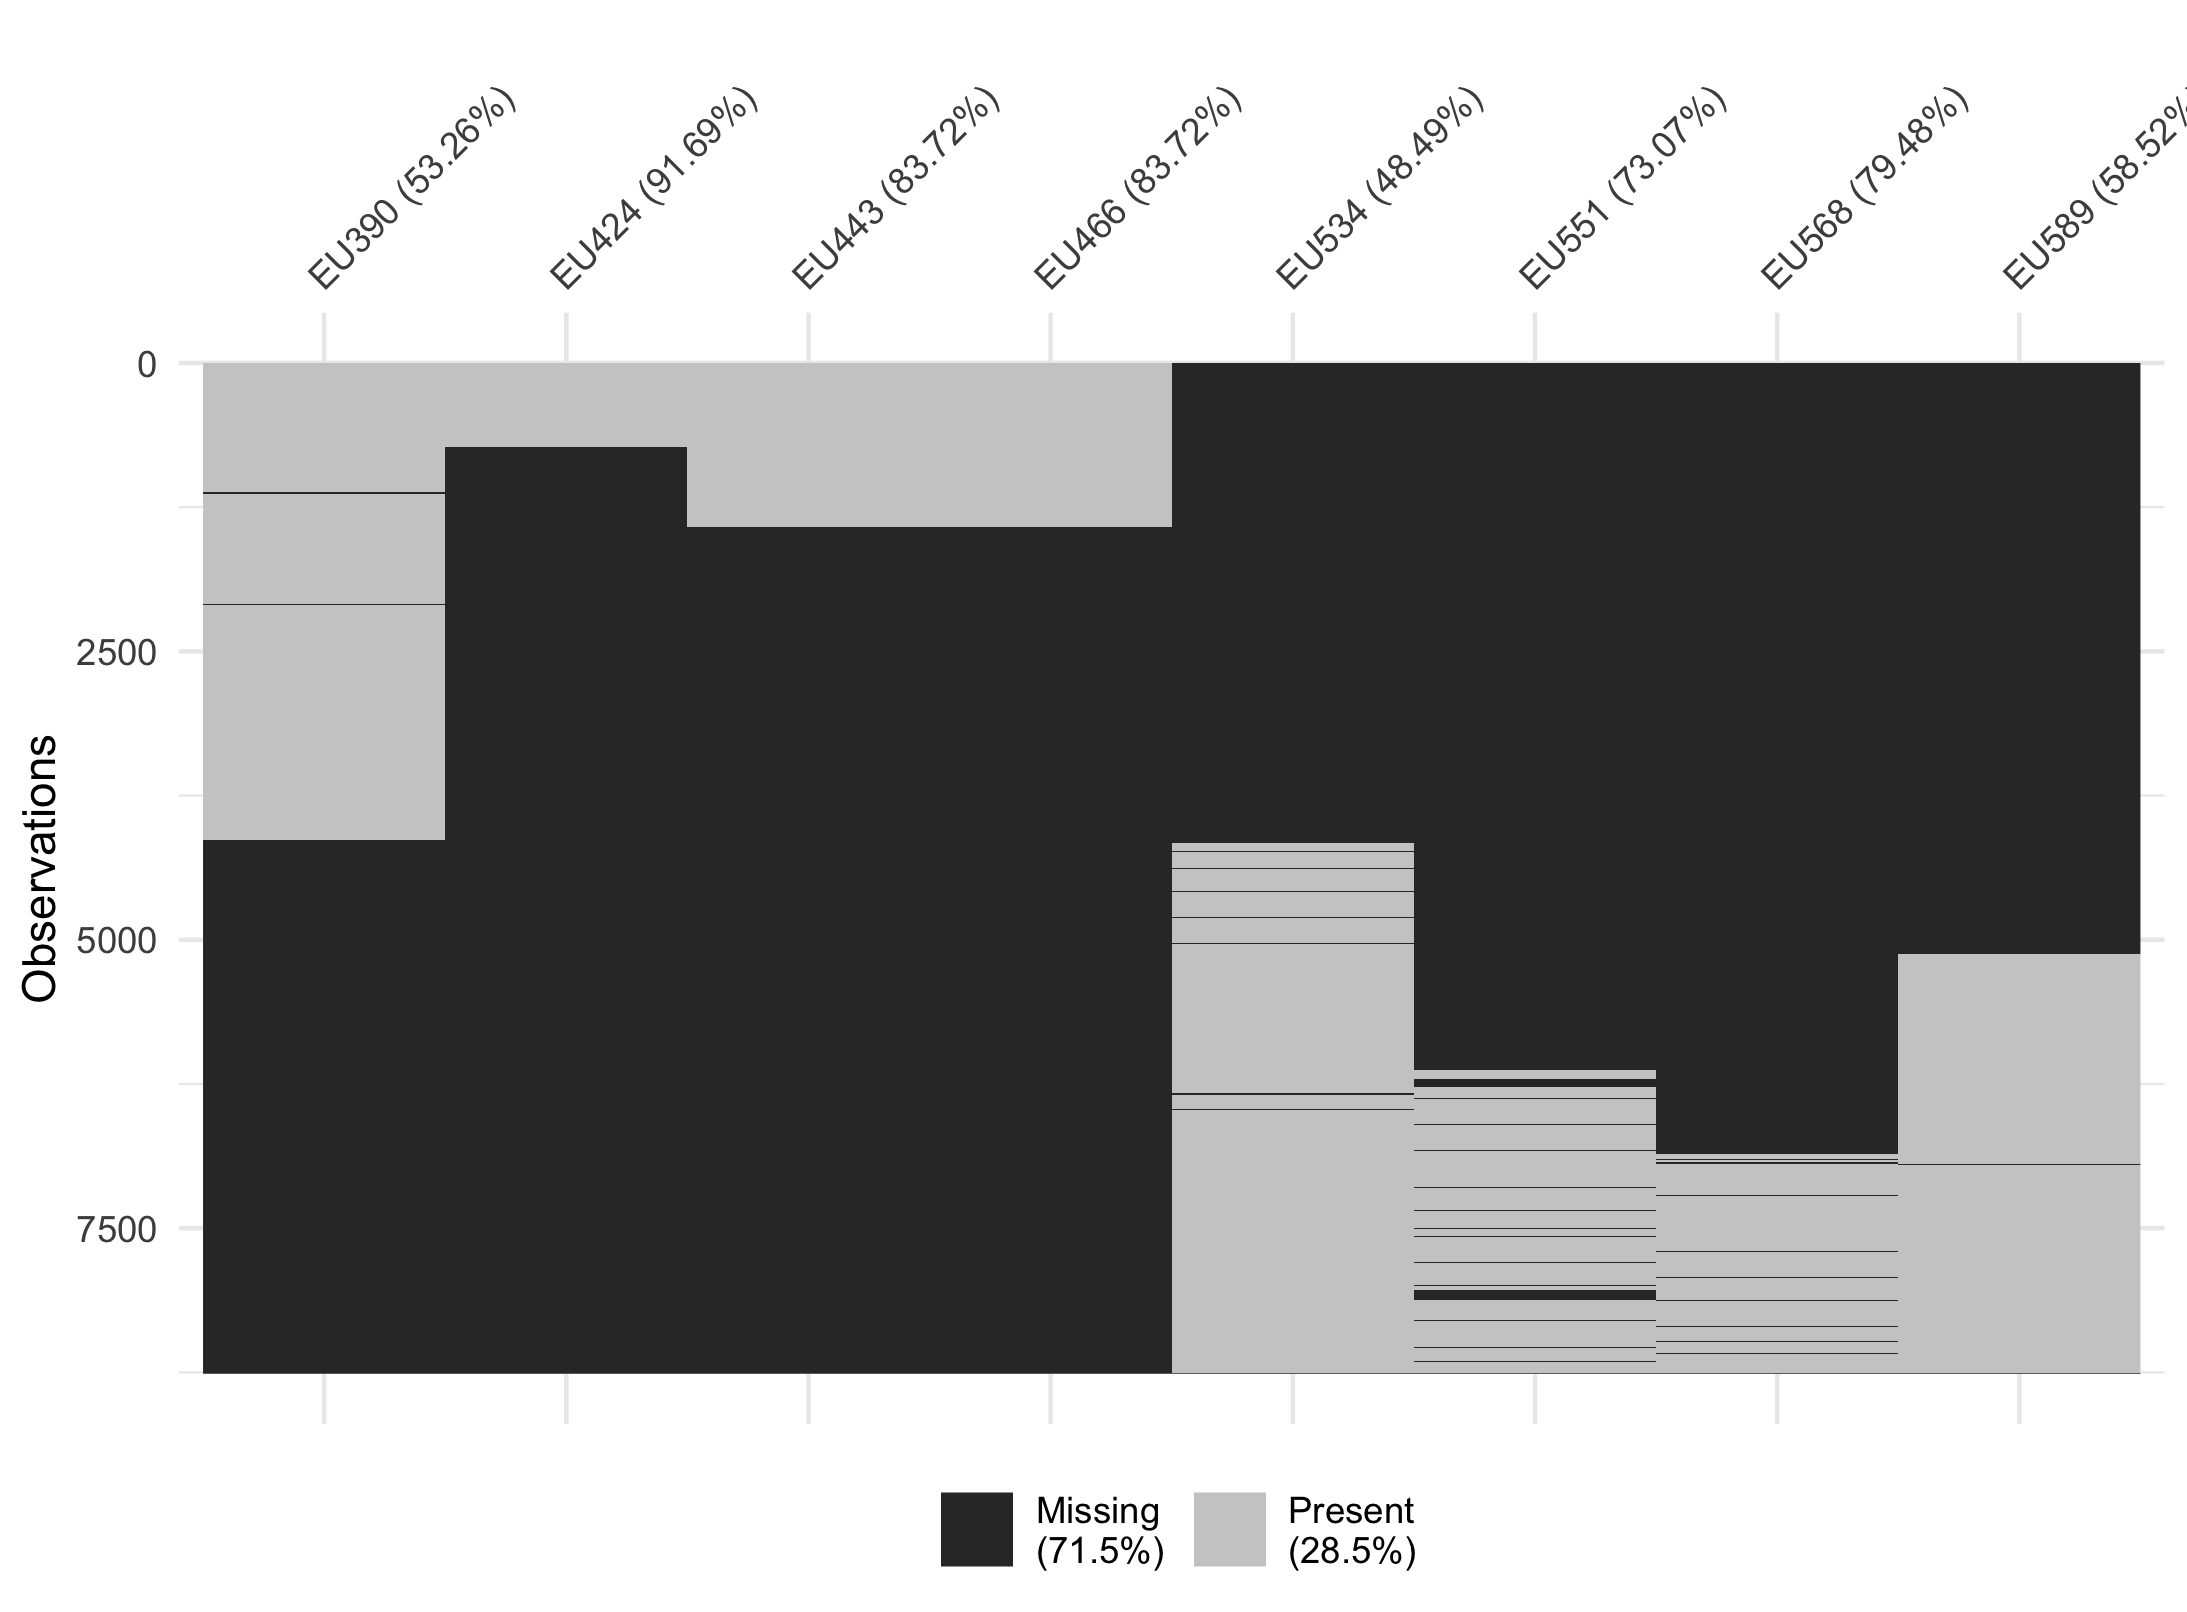 EU390 (53.26%)
EU424 (91.69%)
EU443 (83.72%)
EU466 (83.72%)
EU534 (48.49%)
EU551 (73.07%)
EU568 (79.48%)
EU589 (58.52%
0
2500
5000
7500
Observations
Missing
(71.5%)
Present
(28.5%)